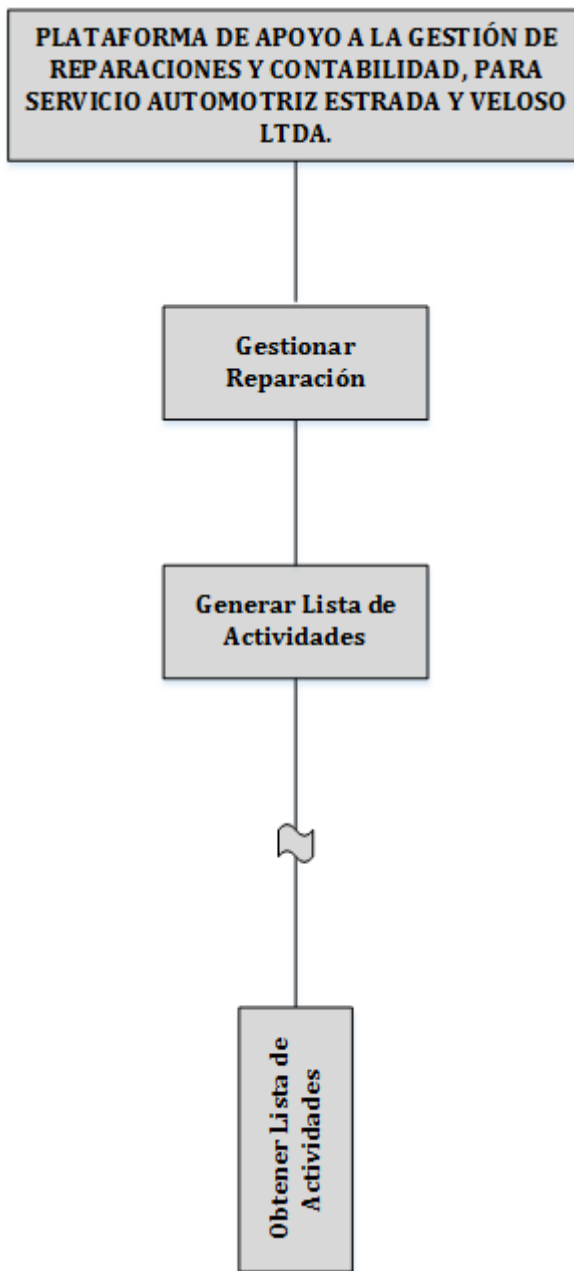 PLATAFORMA DE APOYO A LA GESTIÓN DE
REPARACIONES Y CONTABILIDAD, PARA
SERVICIO AUTOMOTRIZ ESTRADA Y VELOSO
LTDA.
Gestionar
Reparación
Generar Lista de
Actividades
Obtener Lista de
Actividades